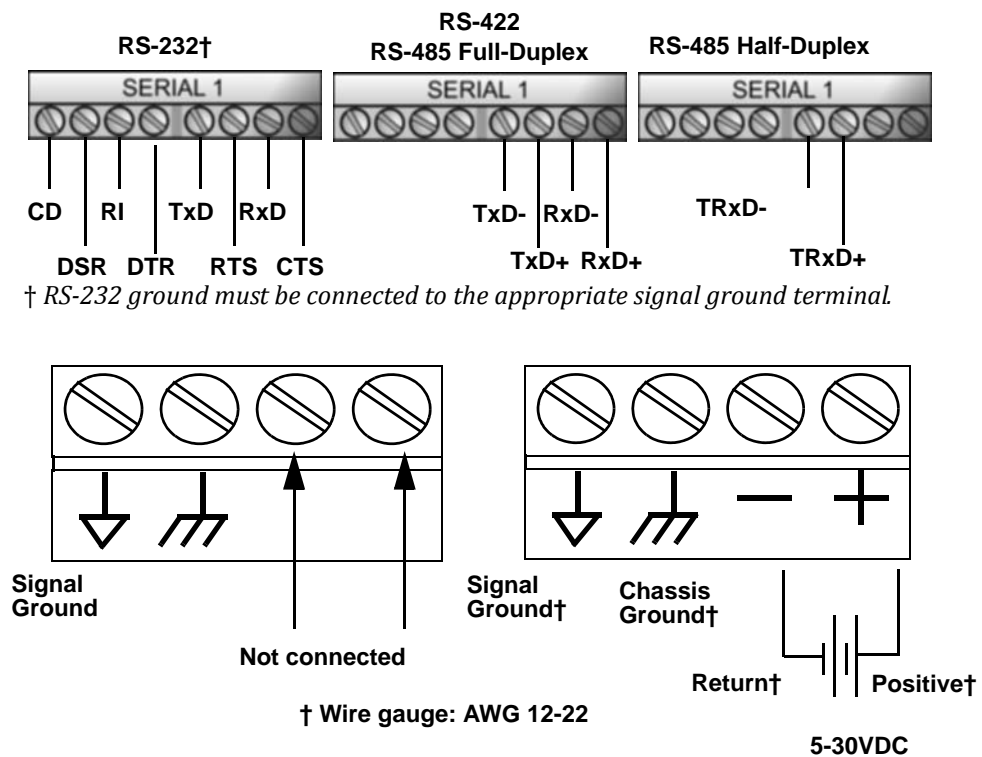 RS-232†
RS-422
RS-485 Full-Duplex
RS-485 Half-Duplex
SERIAL 1
SERIAL 1
SERIAL 1
CD
RI
TxD
RxD
DSR
DTR
RTS
CTS
TxD-
RxD-
TxD+
RxD+
TRxD-
TRxD+
† RS-232 ground must be connected to the appropriate signal ground terminal.
Signal
Ground
Not connected
Signal
Ground†
Chassis
Ground†
Return†
Positive†
† Wire gauge: AWG 12-22
5-30VDC